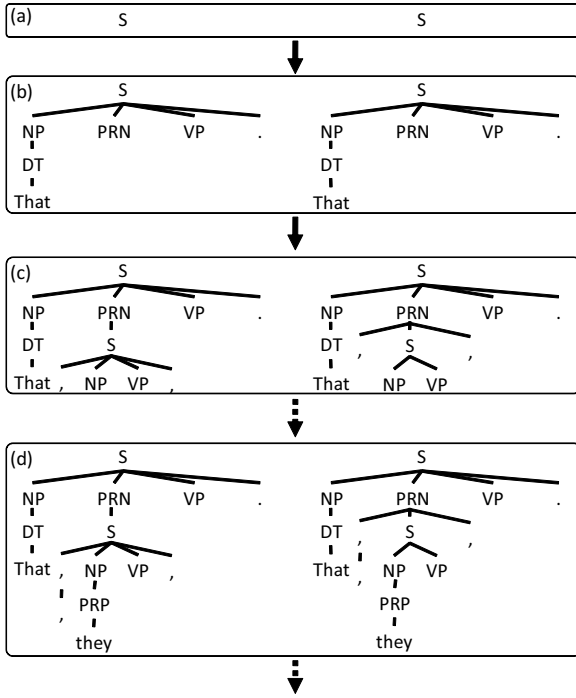 (a) S S
(b) S S
NP PRN VP . NP PRN VP .
DT DT
That That
(c) S S
NP PRN VP . NP PRN VP .
DT S DT , S ,
That , NP VP , That NP VP
(d) S S
NP PRN VP . NP PRN VP .
DT S DT , S ,
That , NP VP , That , NP VP
, PRP PRP
they they